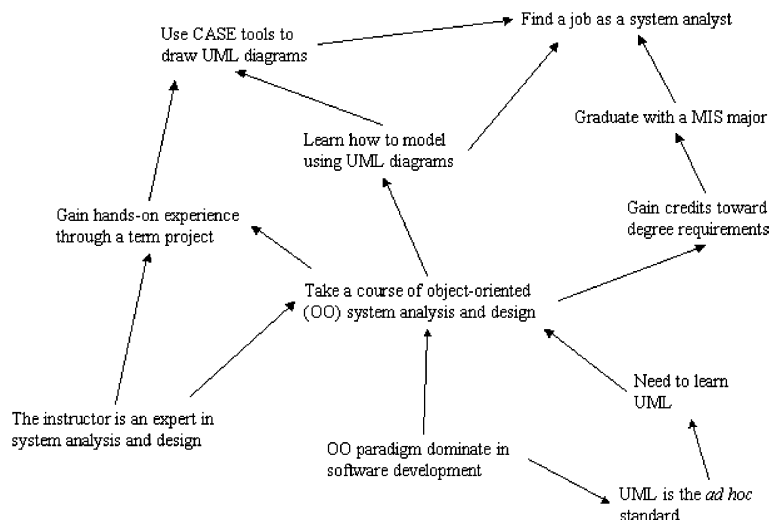 Use CASE tools to
draw UML diagrams
Find a job as a system analyst
Graduate with a MIS major
Learn how to model
using UML diagrams
Gain hands-on experience
through a term project
Gain credits toward
degree requirements
Take a course of object-oriented
(OO) system analysis and design
Need to learn
UML
The instructor is an expert in
system analysis and design
OO paradigm dominate in
software development
UML is the ad hoc
standard